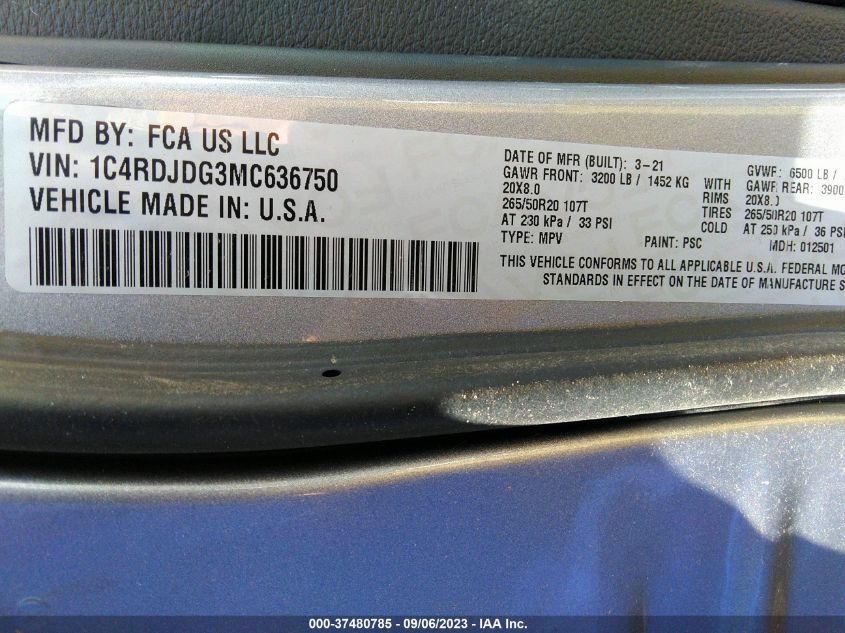 MFD BY: FCA US LLC
VIN: 1C4RDJDG3MC636750
VEHICLE MADE IN: U.S.A.
DATE OF MFR (BUILT): 3-21
GAWR FRONT: 3200 LB / 1452 KG
20X8.0
265/50R20 107T
AT 230 kPa / 33 PSI
TYPE: MPV
PAINT: PSC
WITH
RIMS
TIRES
COLD
GVWR: 6500 LB /
GAWR REAR: 3900
20X8.0
265/50R20 107T
AT 250 kPa / 36 PSI
MDH: 012501
THIS VEHICLE CONFORMS TO ALL APPLICABLE U.S.A. FEDERAL MO
STANDARDS IN EFFECT ON THE DATE OF MANUFACTURE S
000-37480785 - 09/06/2023 - IAA Inc.